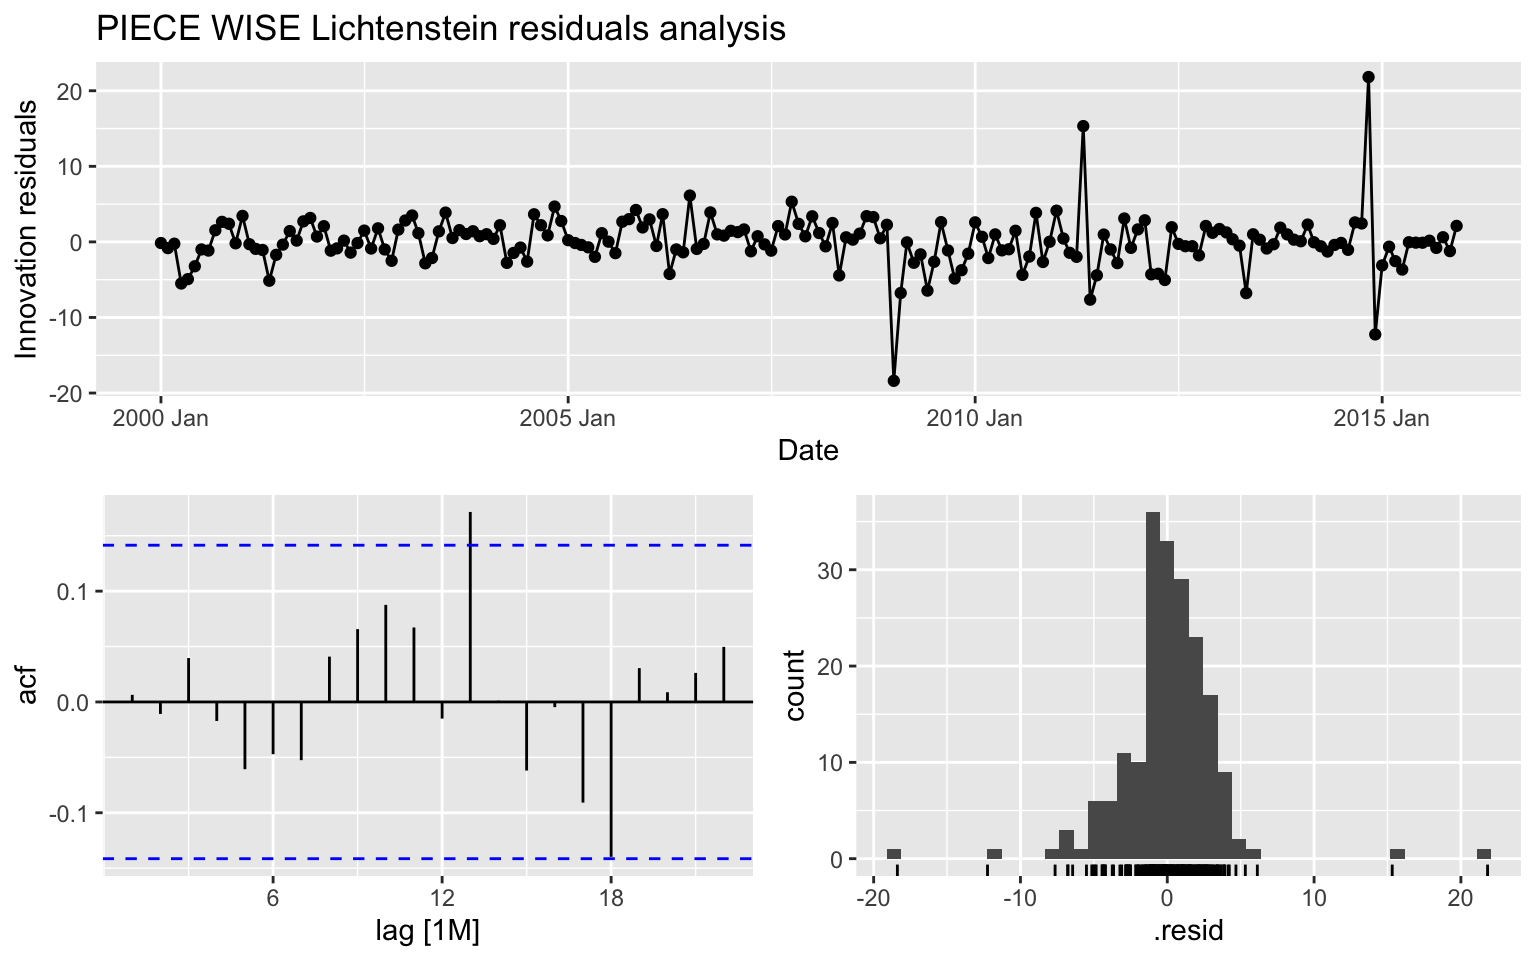 PIECE WISE Lichtenstein residuals analysis
Innovation residuals
20
10
0
-10
-20
2000 Jan 2005 Jan 2010 Jan 2015 Jan
Date
acf
0.1
0.0
-0.1
6 12 18
lag [1M]
count
30
20
10
0
-20 -10 0 10 20
.resid